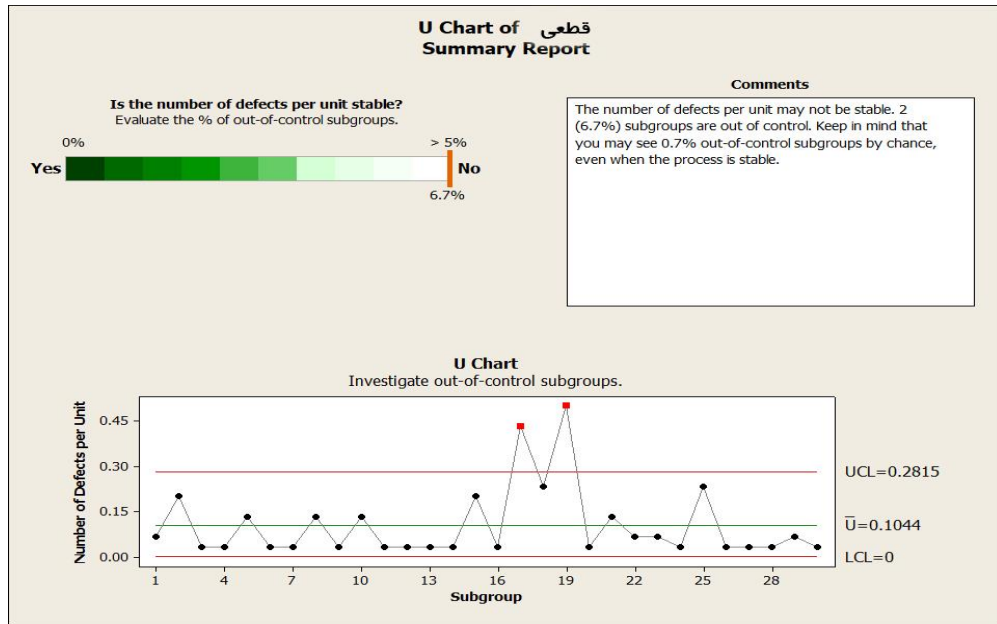 U Chart of قطعی
Summary Report
Is the number of defects per unit stable?
Evaluate the % of out-of-control subgroups.
0%
> 5%
Yes
No
6.7%
Comments
The number of defects per unit may not be stable. 2
(6.7%) subgroups are out of control. Keep in mind that
you may see 0.7% out-of-control subgroups by chance,
even when the process is stable.
U Chart
Investigate out-of-control subgroups.
Number of Defects per Unit
0.45
0.30
0.15
0.00
UCL=0.2815
U̅=0.1044
LCL=0
1 4 7 10 13 16 19 22 25 28
Subgroup